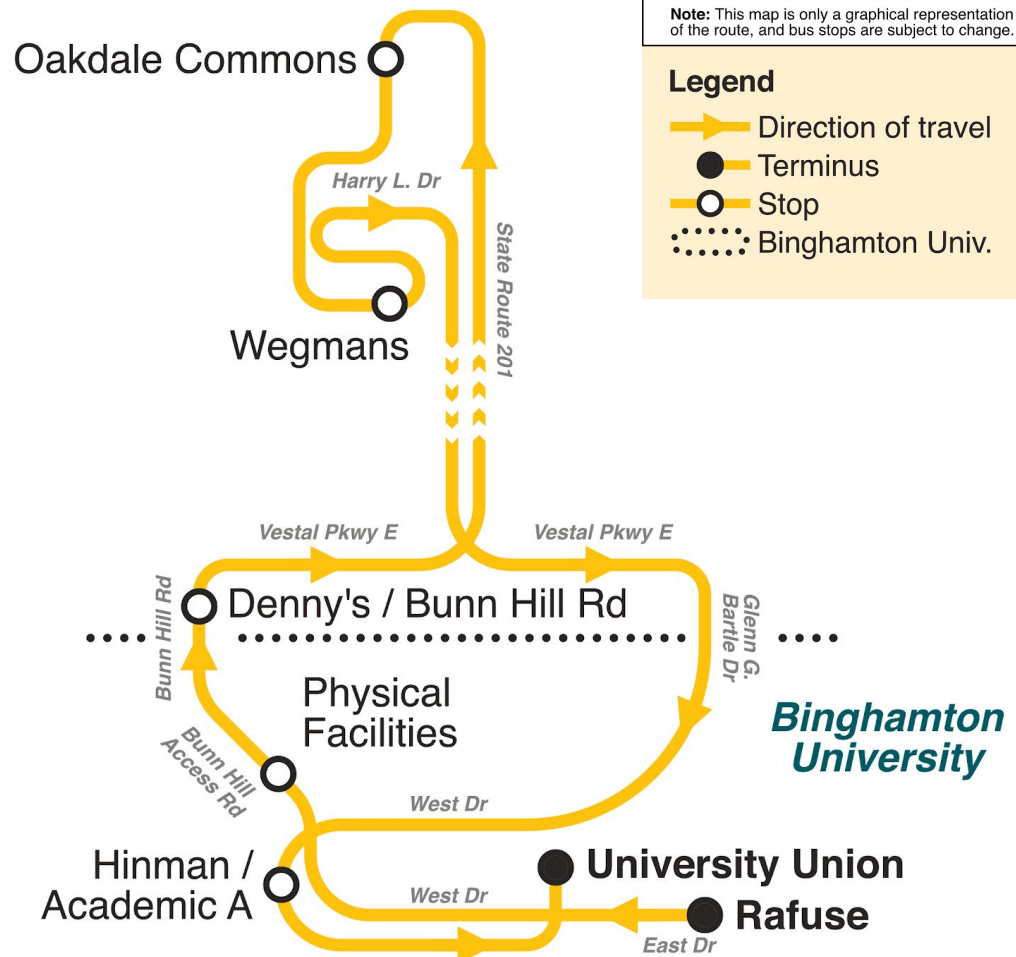 Note: This map is only a graphical representation
of the route, and bus stops are subject to change.
Legend
Direction of travel
Terminus
Stop
Binghamton Univ.
Oakdale Commons
Harry L. Dr
State Route 201
Wegmans
Vestal Pkwy E
Vestal Pkwy E
Bunn Hill Rd
Denny's / Bunn Hill Rd
Glenn G.
Bartle Dr
Physical
Facilities
Binghamton
University
Bunn Hill
Access Rd
West Dr
Hinman /
Academic A
University Union
West Dr
Rafuse
East Dr